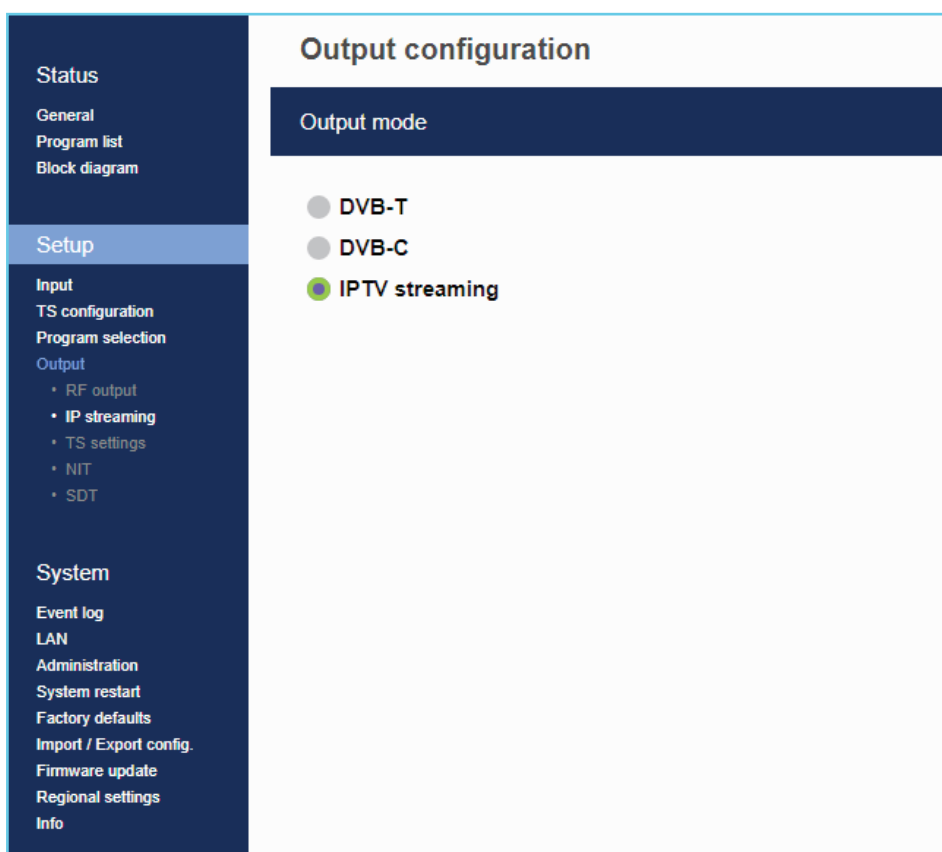 Status
General
Program list
Block diagram
Setup
Input
TS configuration
Program selection
Output
• RF output
• IP streaming
• TS settings
• NIT
• SDT
System
Event log
LAN
Administration
System restart
Factory defaults
Import / Export config.
Firmware update
Regional settings
Info
Output configuration
Output mode
DVB-T
DVB-C
IPTV streaming